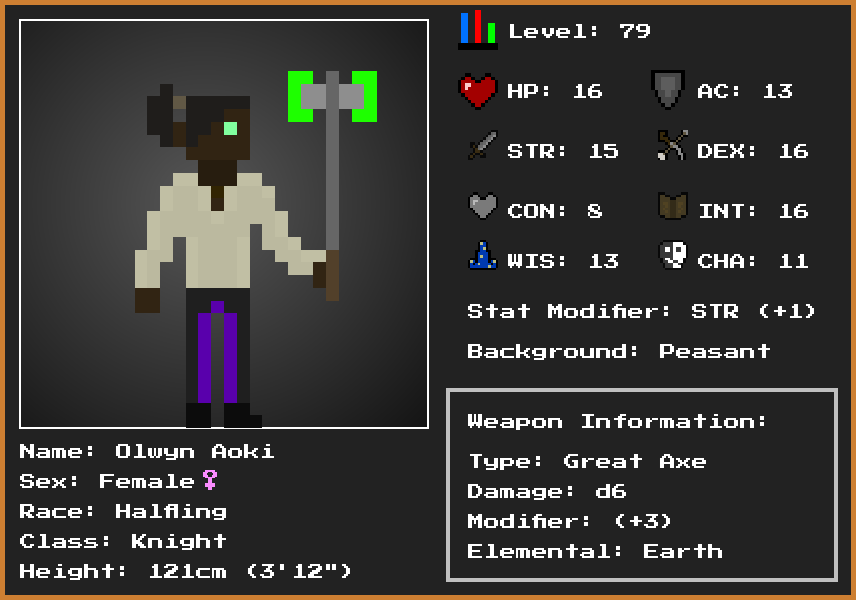 Level: 79
HP: 16
AC: 13
STR: 15
DEX: 16
CON: 8
INT: 16
WIS: 13
CHA: 11
Stat Modifier: STR (+1)
Background: Peasant
Weapon Information:
Type: Great Axe
Damage: d6
Modifier: (+3)
Elemental: Earth
Name: Olwyn Aoki
Sex: Female♀
Race: Halfling
Class: Knight
Height: 121cm (3'12")